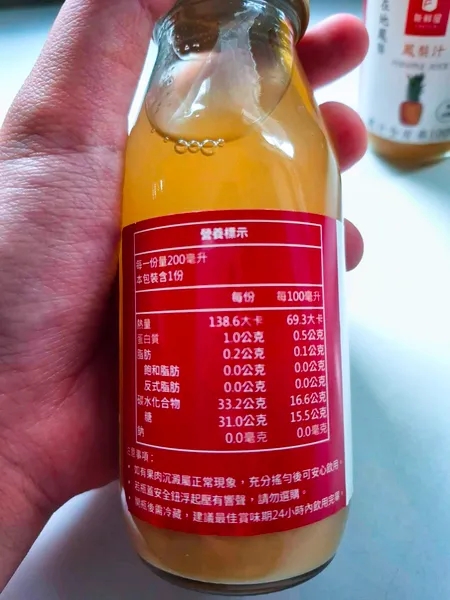 在地風味
鳳梨汁
營養標示
每一份量200毫升
本包裝含1份
每份 每100毫升
熱量 138.6大卡 69.3大卡
蛋白質 1.0公克 0.5公克
脂肪 0.2公克 0.1公克
飽和脂肪 0.0公克 0.0公克
反式脂肪 0.0公克 0.0公克
碳水化合物 33.2公克 16.6公克
糖 31.0公克 15.5公克
鈉 0.0毫克 0.0毫克
注意事項：
·如有果肉沉澱屬正常現象，充分搖勻後可安心飲用。
·若瓶蓋安全鈕浮起壓有響聲，請勿選購。
·開瓶後需冷藏，建議最佳賞味期24小時內飲用完畢。